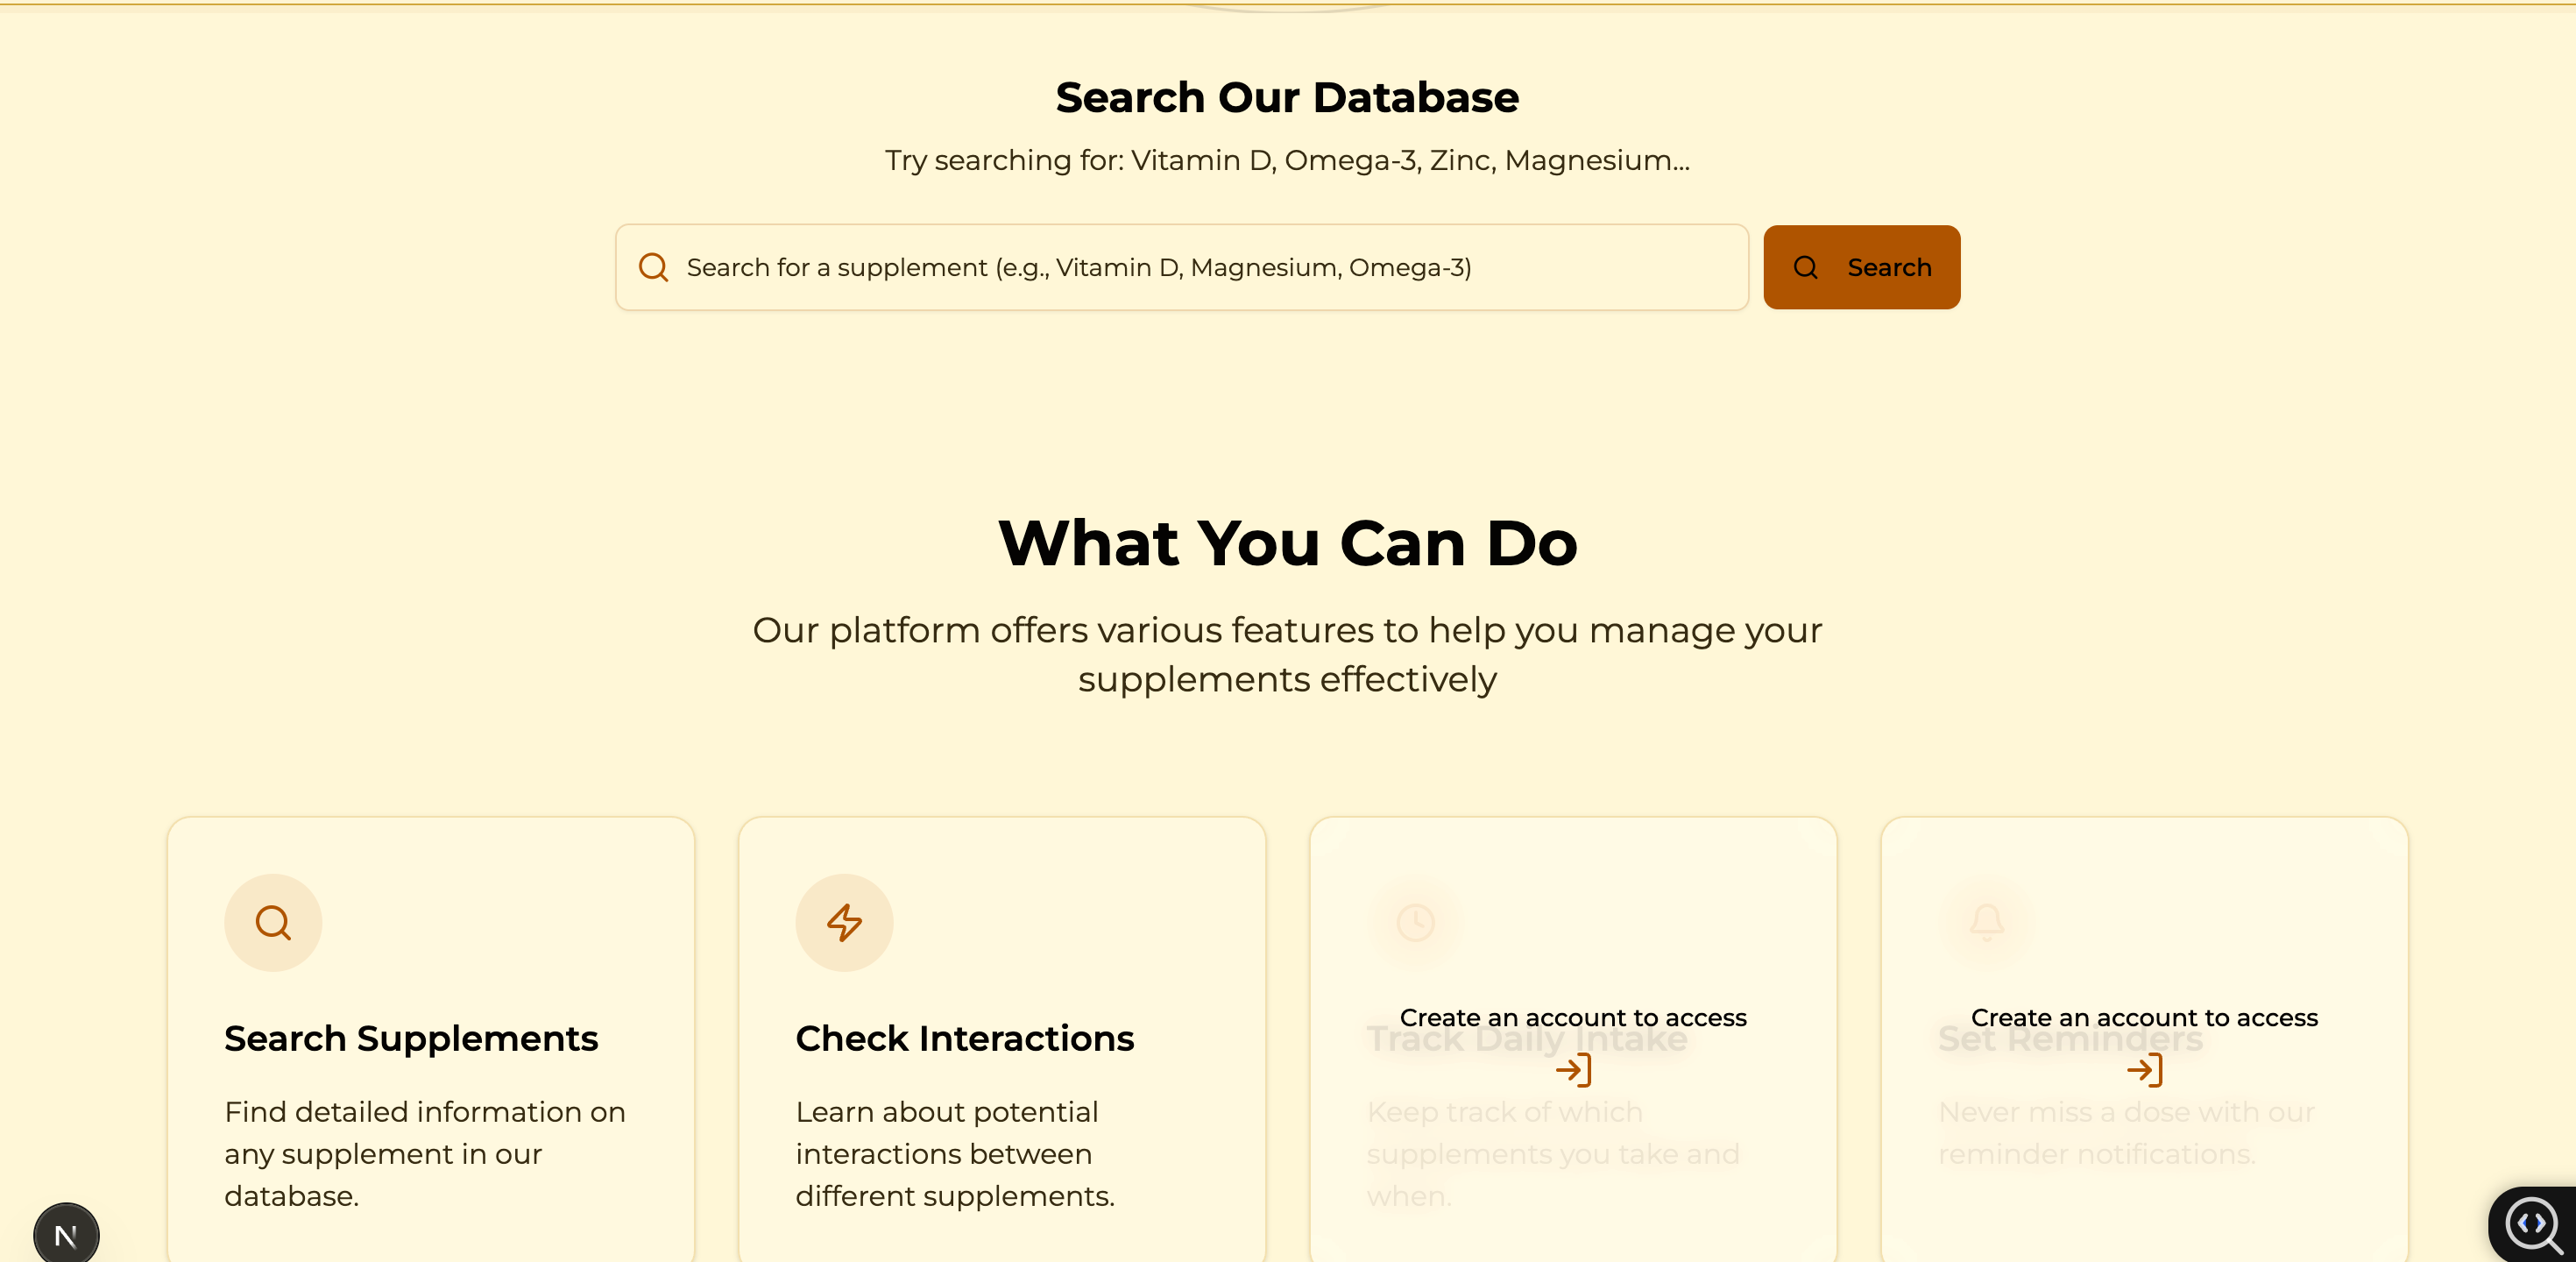 Search Our Database
Try searching for: Vitamin D, Omega-3, Zinc, Magnesium...
Search for a supplement (e.g., Vitamin D, Magnesium, Omega-3)
Search
What You Can Do
Our platform offers various features to help you manage your
supplements effectively
Search Supplements
Find detailed information on
any supplement in our
database.
Check Interactions
Learn about potential
interactions between
different supplements.
Create an account to access
Track Daily Intake
Keep track of which
supplements you take and
when.
Create an account to access
Set Reminders
Never miss a dose with our
reminder notifications.
N